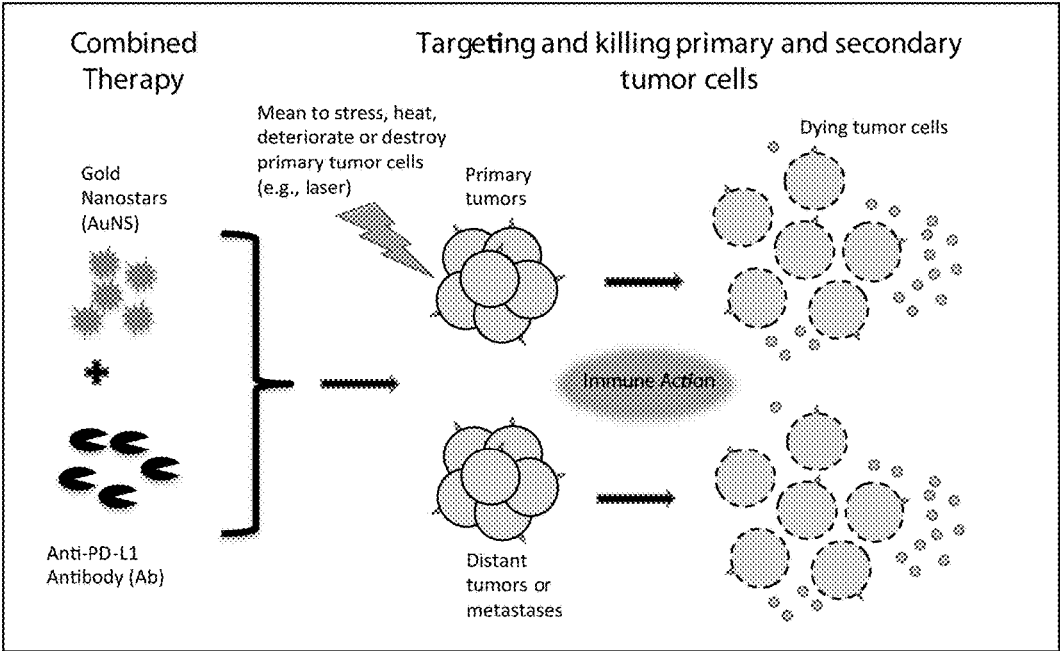 Combined
Therapy
Targeting and killing primary and secondary
tumor cells
Mean to stress, heat,
deteriorate or destroy
primary tumor cells
(e.g., laser)
Gold
Nanostars
(AuNS)
Primary
tumors
Dying tumor cells
Immune Action
Anti-PD-L1
Antibody (Ab)
Distant
tumors or
metastases